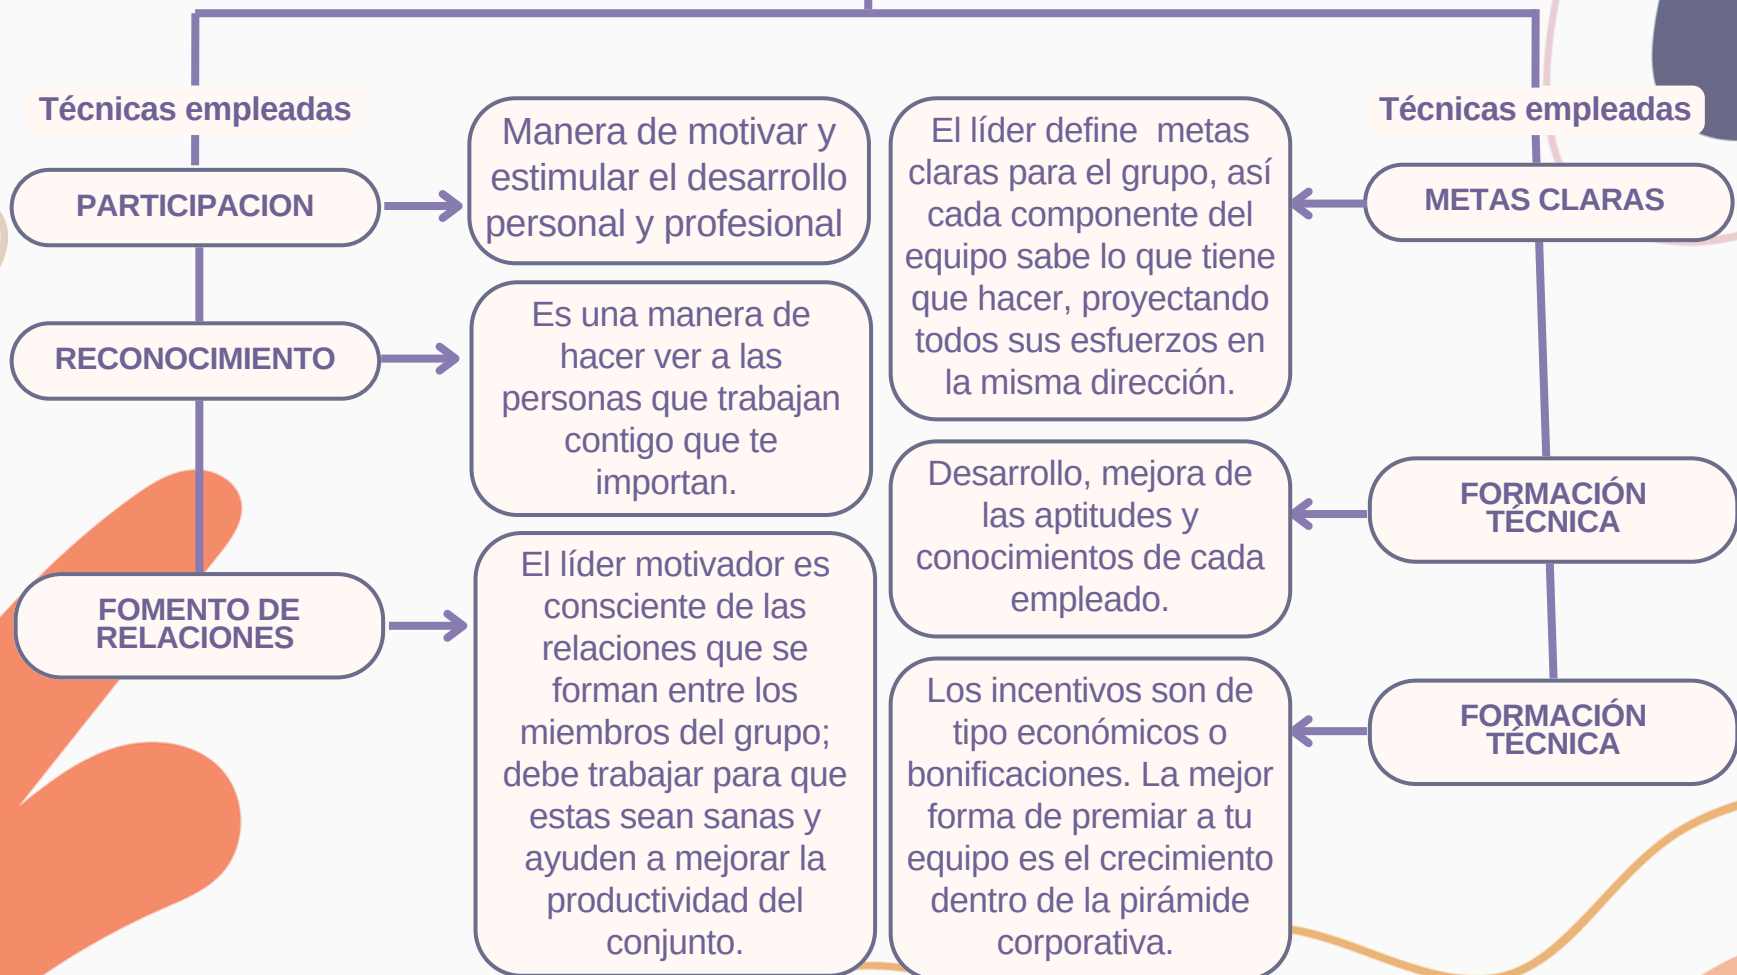 Técnicas empleadas
PARTICIPACION
Manera de motivar y
estimular el desarrollo
personal y profesional
RECONOCIMIENTO
Es una manera de
hacer ver a las
personas que trabajan
contigo que te
importan.
FOMENTO DE
RELACIONES
El líder motivador es
consciente de las
relaciones que se
forman entre los
miembros del grupo;
debe trabajar para que
estas sean sanas y
ayuden a mejorar la
productividad del
conjunto.
Técnicas empleadas
METAS CLARAS
El líder define  metas
claras para el grupo, así
cada componente del
equipo sabe lo que tiene
que hacer, proyectando
todos sus esfuerzos en
la misma dirección.
FORMACIÓN
TÉCNICA
Desarrollo, mejora de
las aptitudes y
conocimientos de cada
empleado.
FORMACIÓN
TÉCNICA
Los incentivos son de
tipo económicos o
bonificaciones. La mejor
forma de premiar a tu
equipo es el crecimiento
dentro de la pirámide
corporativa.